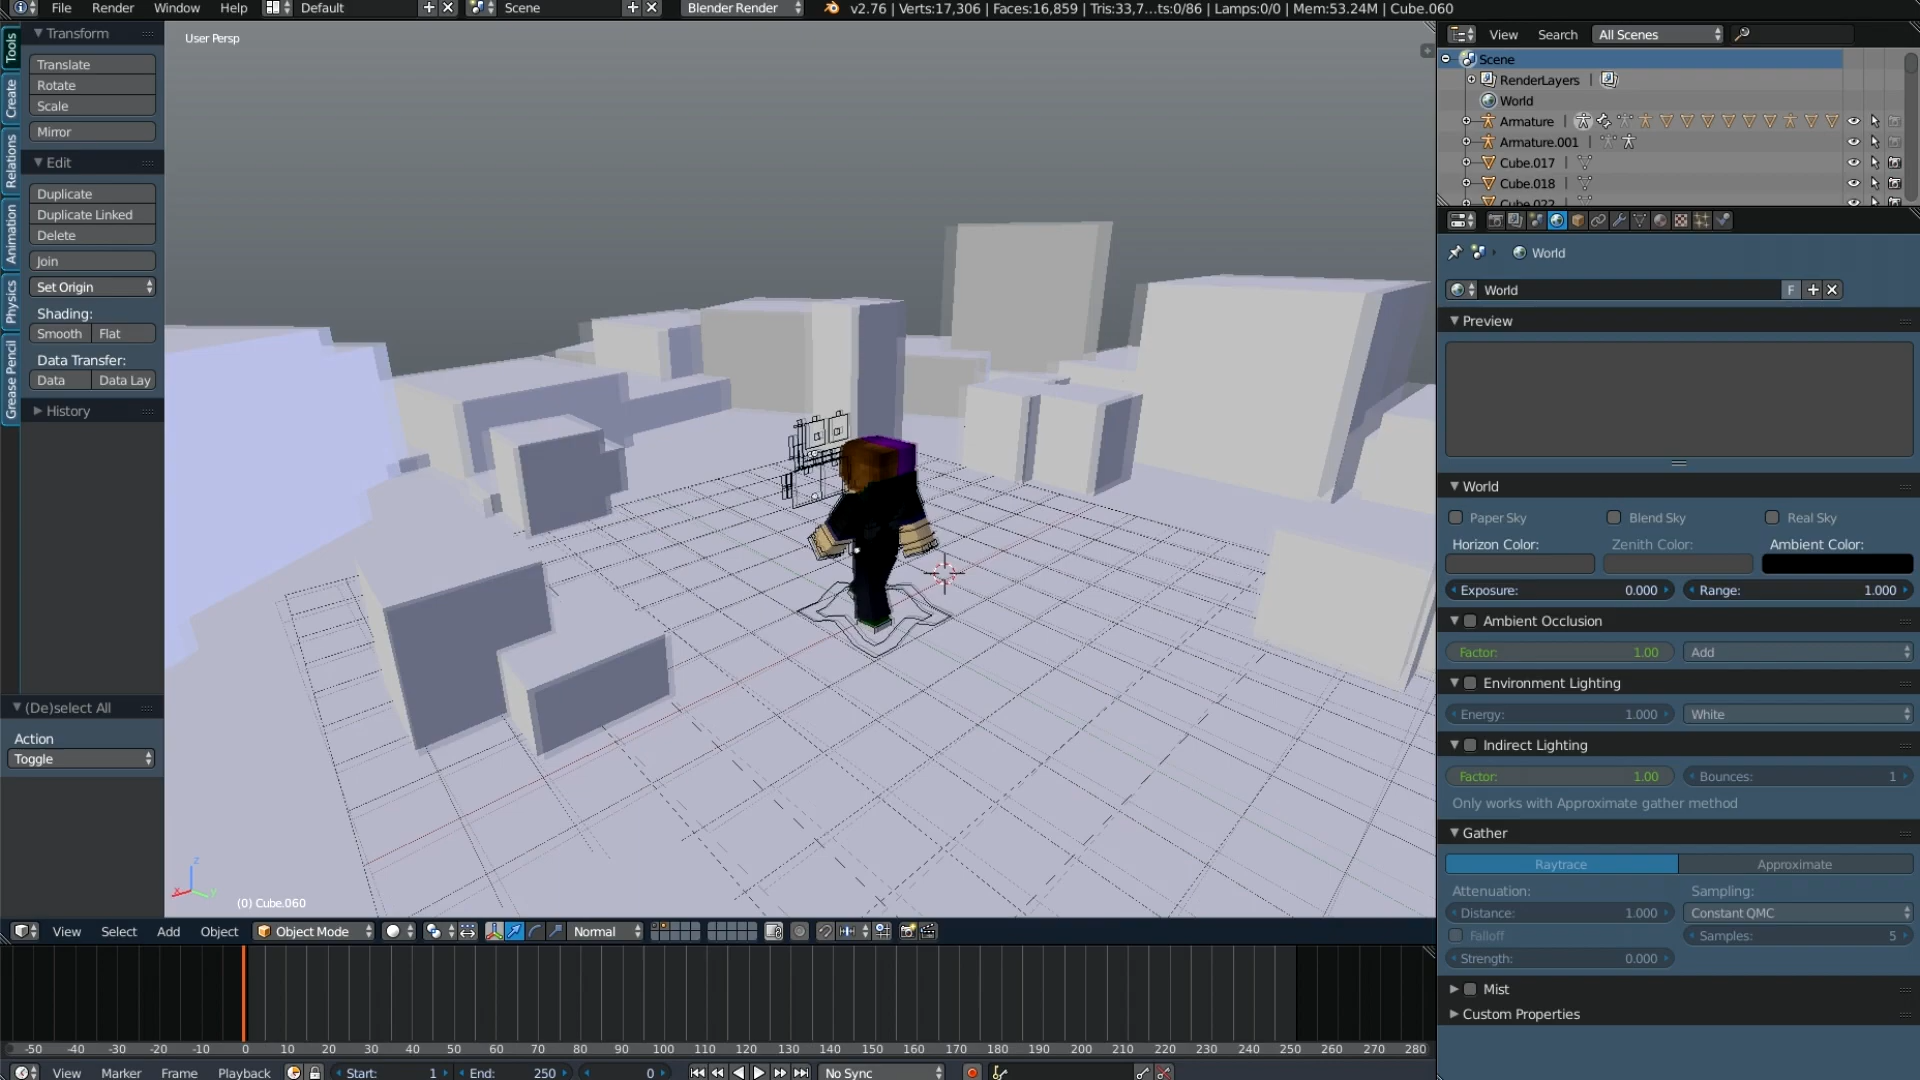 File Render Window Help Default Scene Blender Render v2.76 | Verts:17,306 | Faces:16,859 | Tris:33,7...ts:0/86 | Lamps:0/0 | Mem:53.24M | Cube.060
Tools
Create
Relations
Animation
Physics
Grease Pencil
Transform
Translate
Rotate
Scale
Mirror
Edit
Duplicate
Duplicate Linked
Delete
Join
Set Origin
Shading:
Smooth Flat
Data Transfer:
Data Data Lay
History
(De)select All
Action
Toggle
User Persp
(0) Cube.060
View Search All Scenes
Scene
RenderLayers |
World
Armature |
Armature.001 |
Cube.017 |
Cube.018 |
Cube.022
World
World F
Preview
World
Paper Sky Blend Sky Real Sky
Horizon Color: Zenith Color: Ambient Color:
Exposure: 0.000 Range: 1.000
Ambient Occlusion
Factor: 1.00 Add
Environment Lighting
Energy: 1.000 White
Indirect Lighting
Factor: 1.00 Bounces: 1
Only works with Approximate gather method
Gather
Raytrace Approximate
Attenuation: Sampling:
Distance: 1.000 Constant QMC
Falloff Samples: 5
Strength: 0.000
Mist
Custom Properties
View Select Add Object Object Mode Normal
-50 -40 -30 -20 -10 0 10 20 30 40 50 60 70 80 90 100 110 120 130 140 150 160 170 180 190 200 210 220 230 240 250 260 270 280
View Marker Frame Playback Start: 1 End: 250 0 No Sync